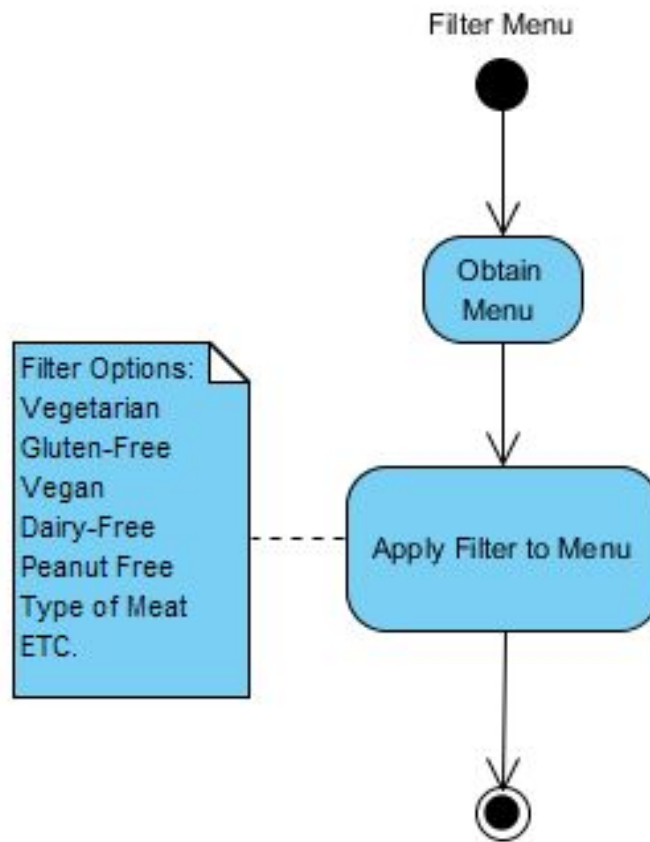 Filter Menu
Obtain
Menu
Filter Options:
Vegetarian
Gluten-Free
Vegan
Dairy-Free
Peanut Free
Type of Meat
ETC.
Apply Filter to Menu